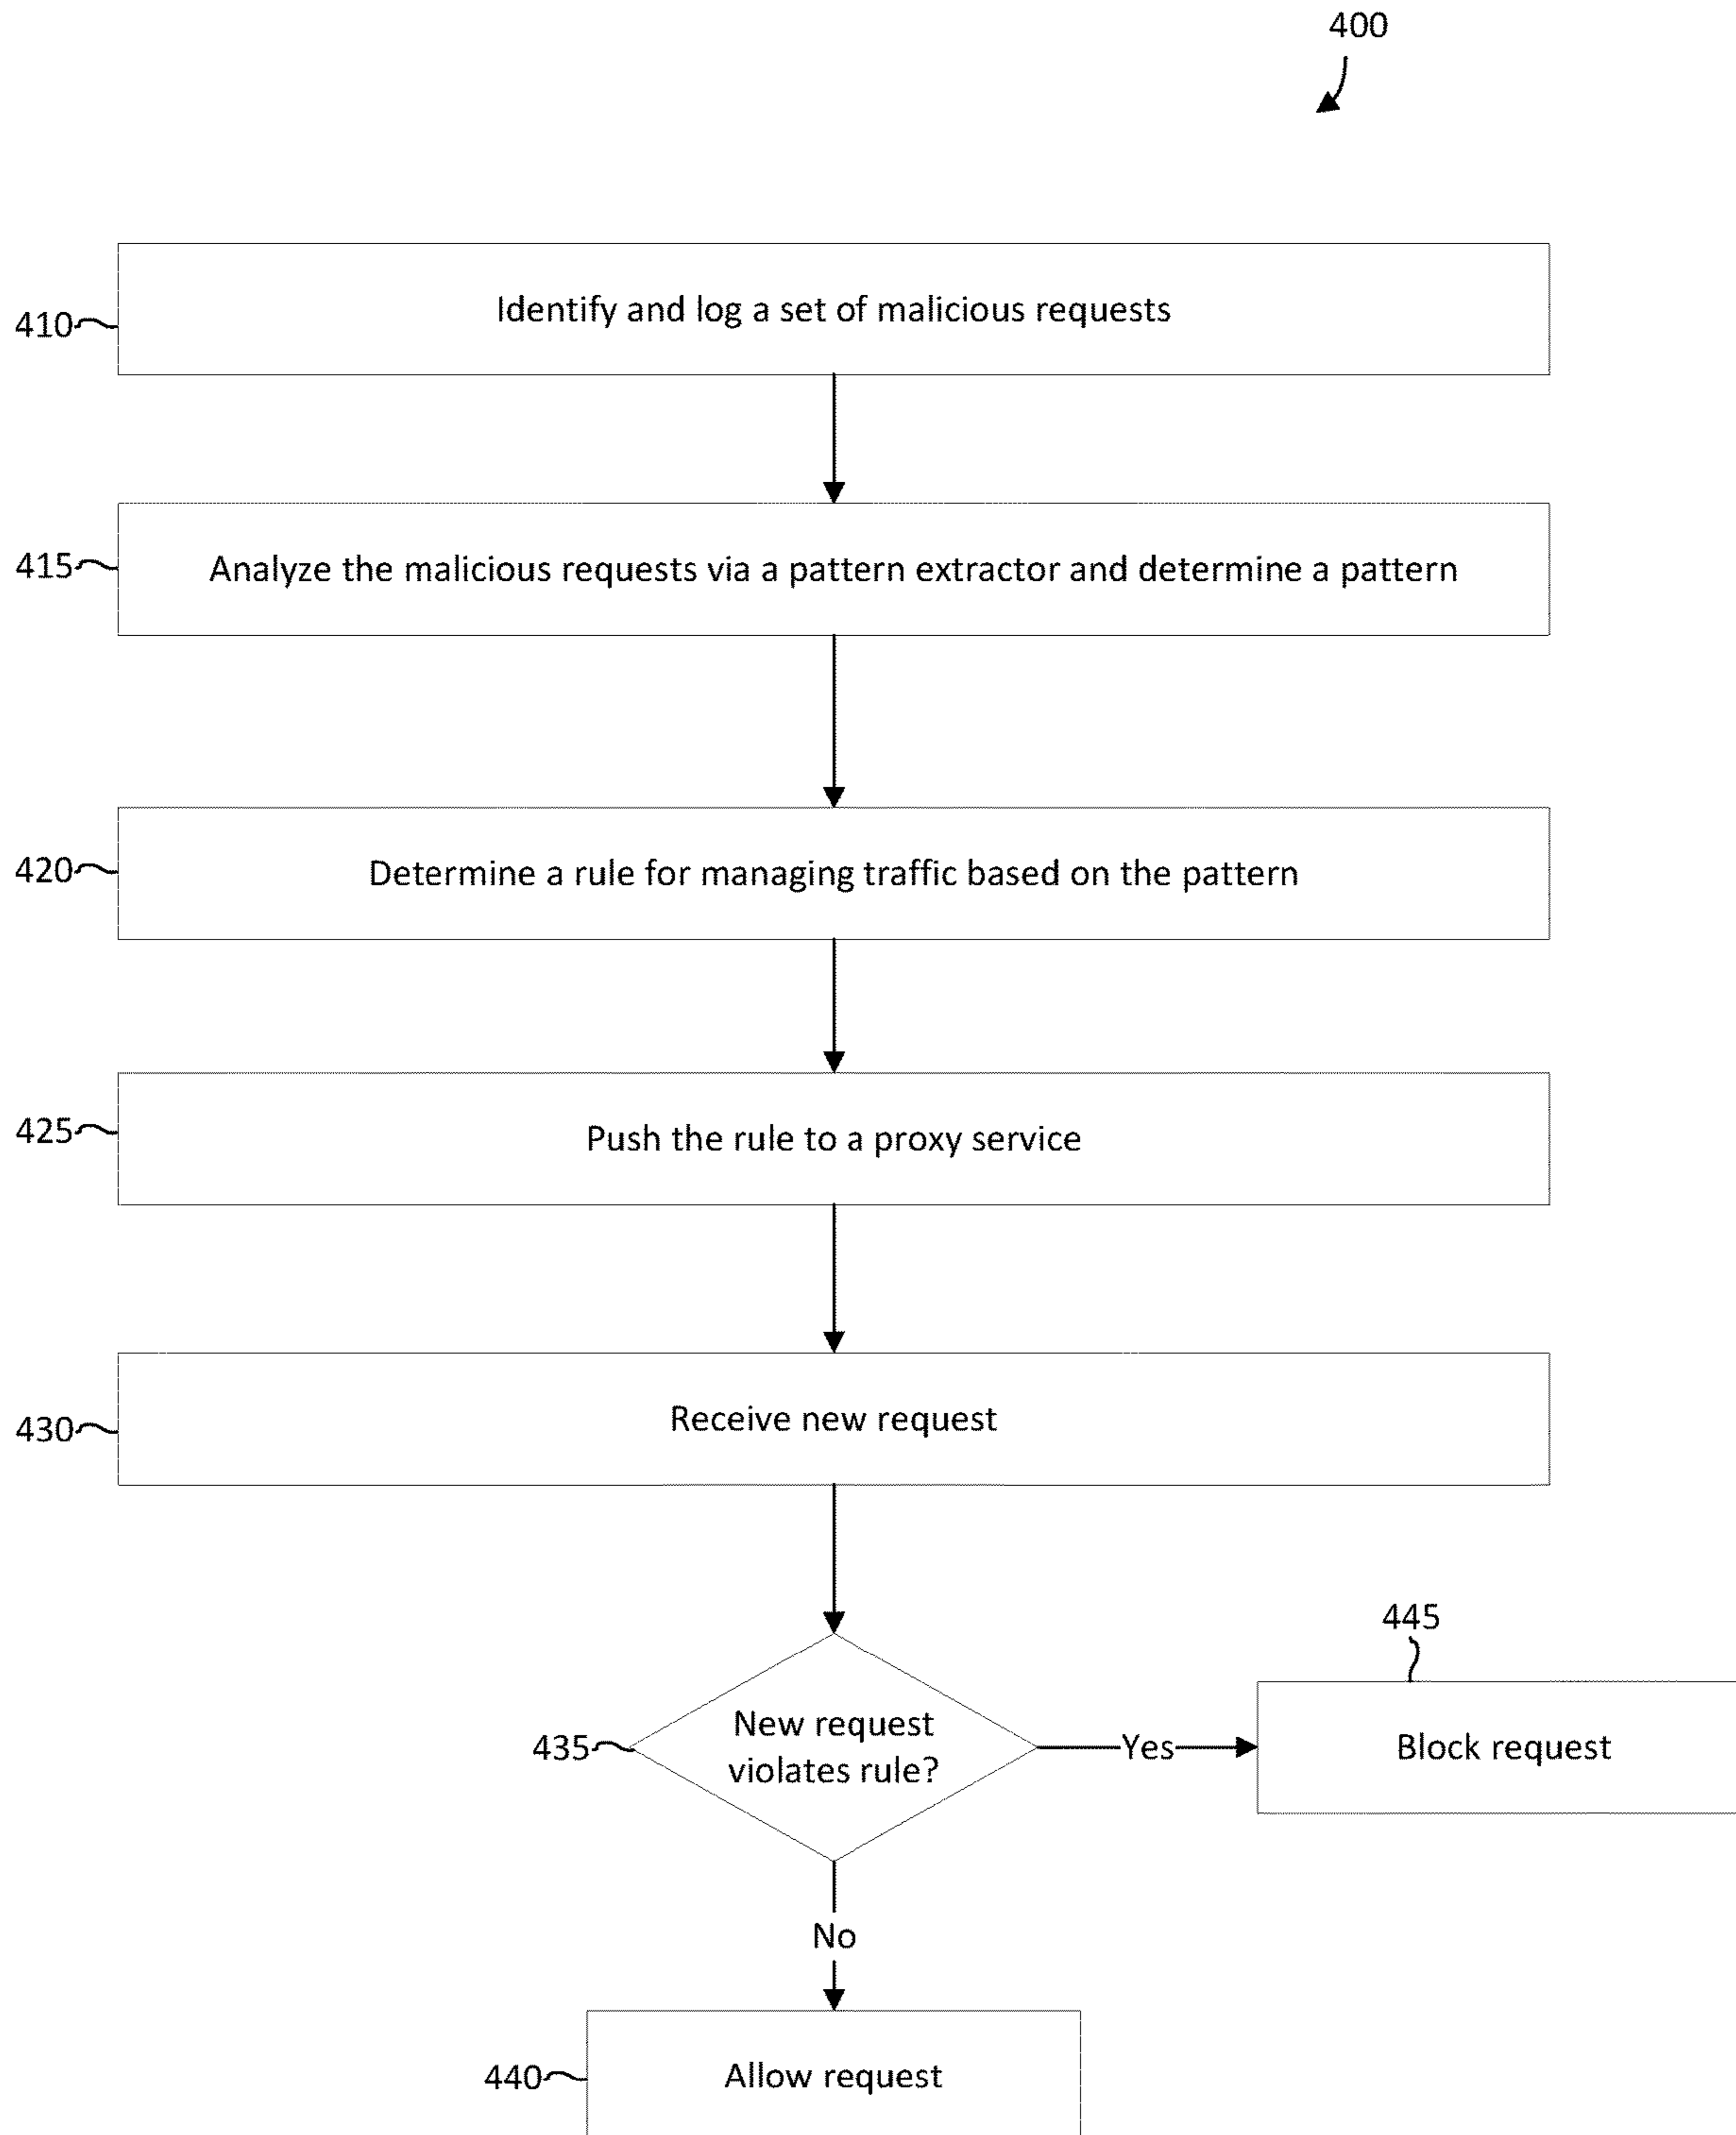 400
410
Identify and log a set of malicious requests
415
Analyze the malicious requests via a pattern extractor and determine a pattern
420
Determine a rule for managing traffic based on the pattern
425
Push the rule to a proxy service
430
Receive new request
445
435
New request
violates rule?
Yes
Block request
No
440
Allow request